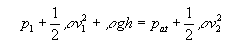 p₁ + 1/2 ,ρv₁² + ,ρgh = pₐₜ + 1/2 ,ρv₂²